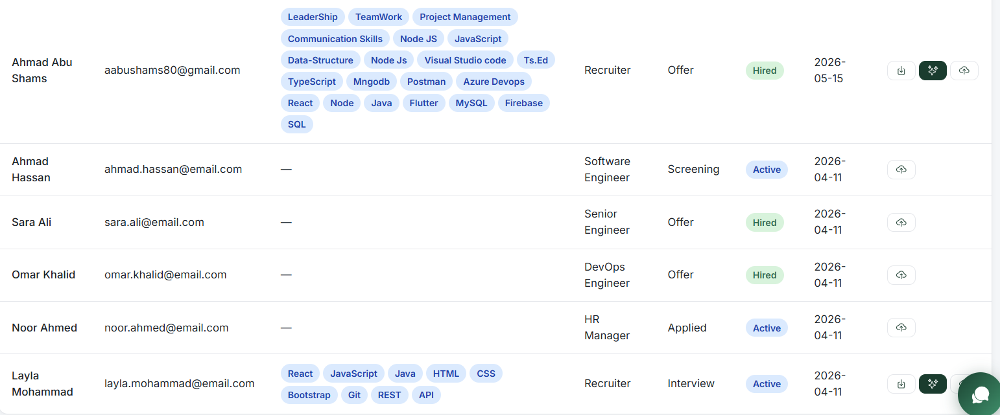 LeaderShip TeamWork Project Management
Communication Skills Node JS JavaScript
Data-Structure Node Js Visual Studio code Ts.Ed
TypeScript Mngodb Postman Azure Devops
React Node Java Flutter MySQL Firebase
SQL
Ahmad Abu
Shams
aabushams80@gmail.com
Recruiter
Offer
Hired
2026-
05-15
Ahmad
Hassan
ahmad.hassan@email.com
—
Software
Engineer
Screening
Active
2026-
04-11
Sara Ali
sara.ali@email.com
—
Senior
Engineer
Offer
Hired
2026-
04-11
Omar Khalid
omar.khalid@email.com
—
DevOps
Engineer
Offer
Hired
2026-
04-11
Noor Ahmed
noor.ahmed@email.com
—
HR
Manager
Applied
Active
2026-
04-11
Layla
Mohammad
layla.mohammad@email.com
React JavaScript Java HTML CSS
Bootstrap Git REST API
Recruiter
Interview
Active
2026-
04-11